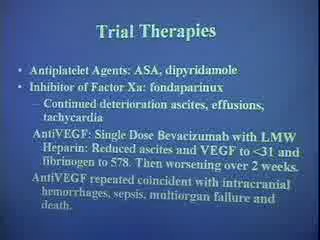 Trial Therapies
• Antiplatelet Agents: ASA, dipyridamole
• Inhibitor of Factor Xa: fondaparinux
– Continued deterioration ascites, effusions,
tachycardia
AntiVEGF: Single Dose Bevacizumab with LMW
Heparin: Reduced ascites and VEGF to <31 and
fibrinogen to 578. Then worsening over 2 weeks.
AntiVEGF repeated coincident with intracranial
hemorrhages, sepsis, multiorgan failure and
death.